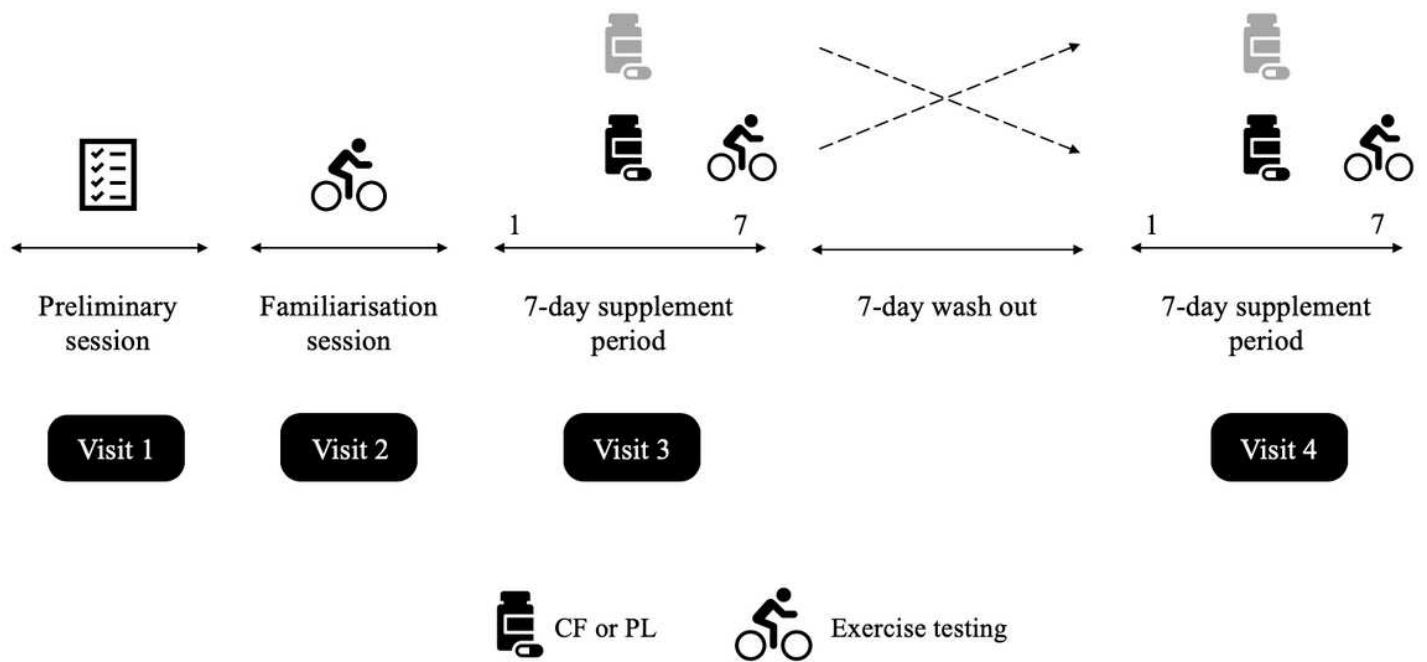 1 7 1 7
Preliminary session
Familiarisation session
7-day supplement period
7-day wash out
7-day supplement period
Visit 1
Visit 2
Visit 3
Visit 4
CF or PL
Exercise testing